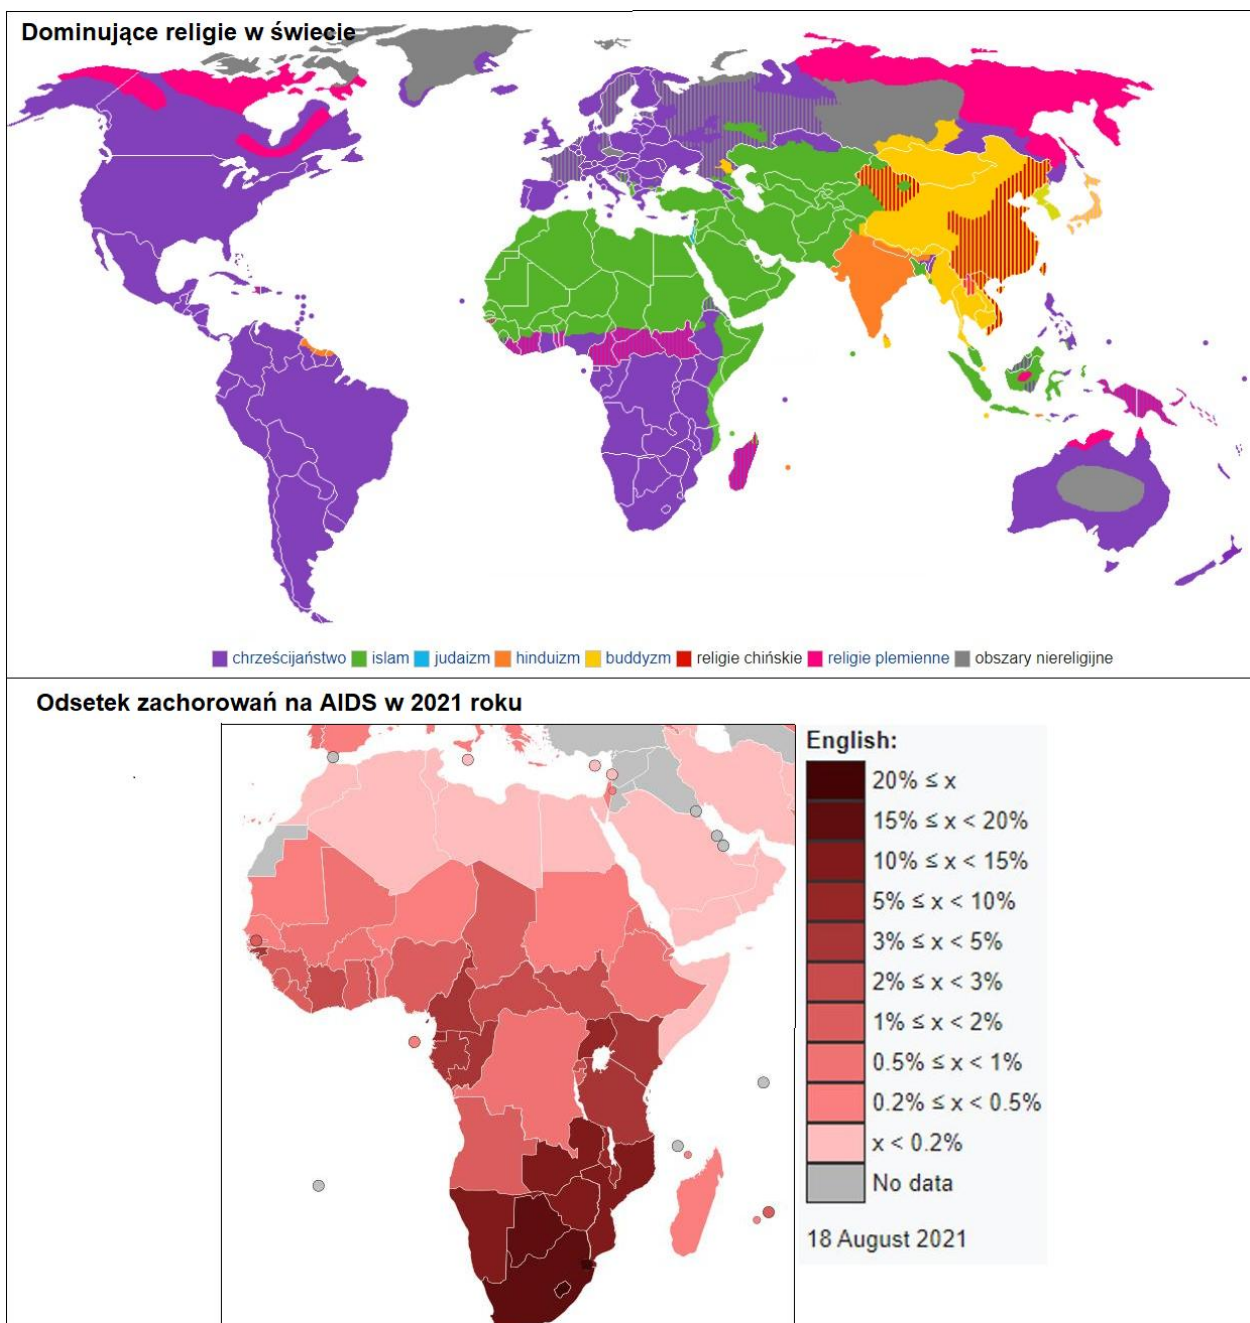 Dominujące religie w świecie
chrześcijaństwo islam judaizm hinduizm buddyzm religie chińskie religie plemienne obszary niereligijne
Odsetek zachorowań na AIDS w 2021 roku
English:
20% ≤ x
15% ≤ x < 20%
10% ≤ x < 15%
5% ≤ x < 10%
3% ≤ x < 5%
2% ≤ x < 3%
1% ≤ x < 2%
0.5% ≤ x < 1%
0.2% ≤ x < 0.5%
x < 0.2%
No data
18 August 2021